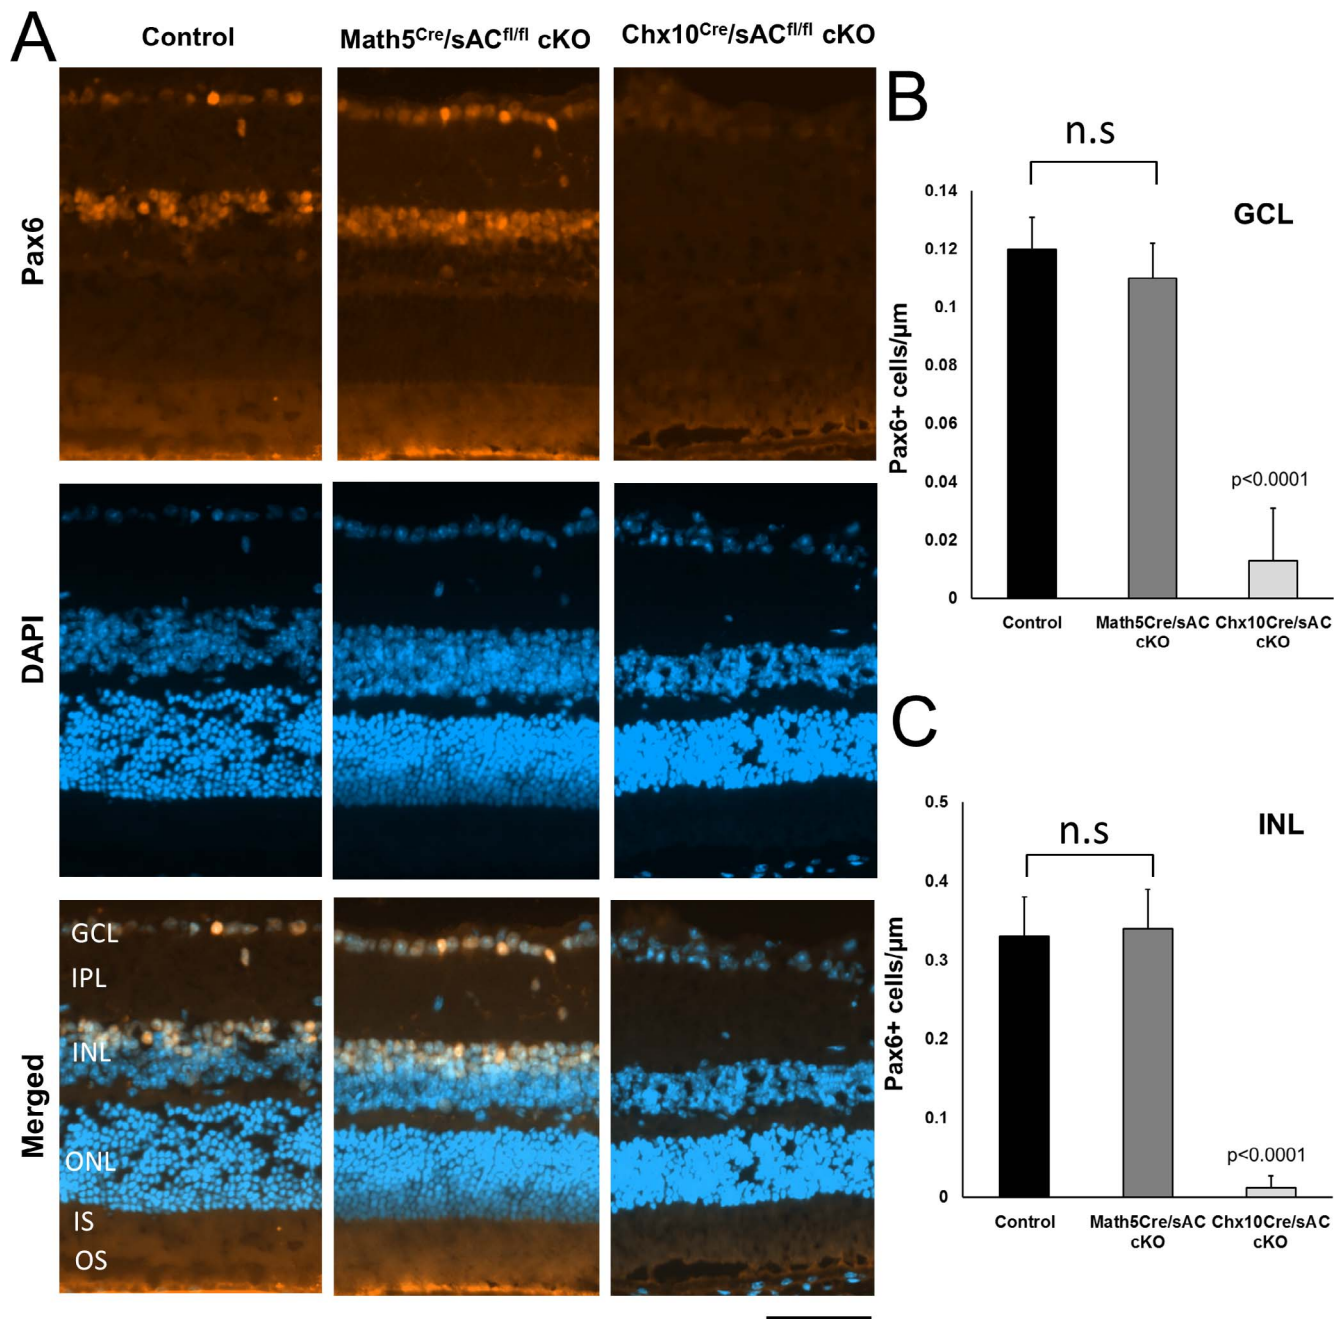 A
Control
Math5Cre/sACfl/fl cKO
Chx10Cre/sACfl/fl cKO
Pax6
DAPI
Merged
GCL
IPL
INL
ONL
IS
OS
B
n.s
GCL
Pax6+ cells/µm
0.14
0.12
0.1
0.08
0.06
0.04
0.02
0
p<0.0001
Control
Math5Cre/sAC
cKO
Chx10Cre/sAC
cKO
C
n.s
INL
Pax6+ cells/µm
0.5
0.4
0.3
0.2
0.1
0
p<0.0001
Control
Math5Cre/sAC
cKO
Chx10Cre/sAC
cKO